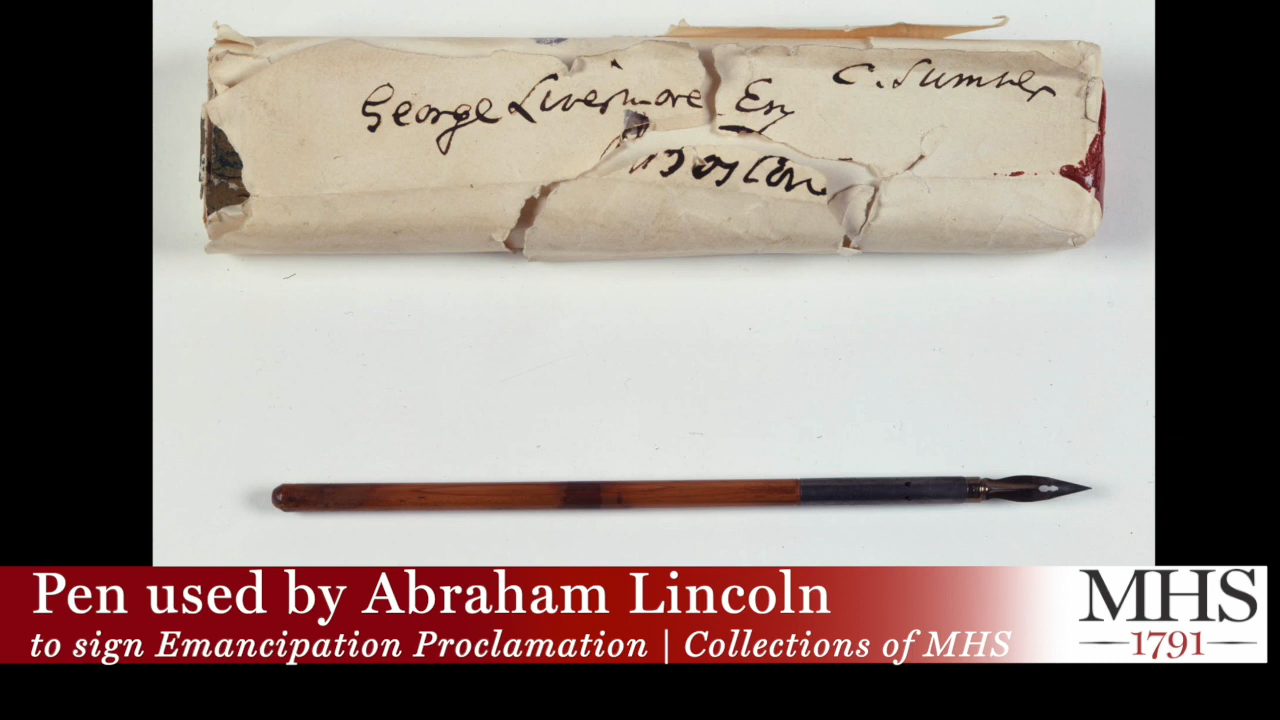 C. Sumner
George Livermore Esq
Boston
Pen used by Abraham Lincoln
to sign Emancipation Proclamation | Collections of MHS
MHS
1791